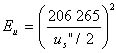 E_u = (206 265 / u_s" / 2)^2